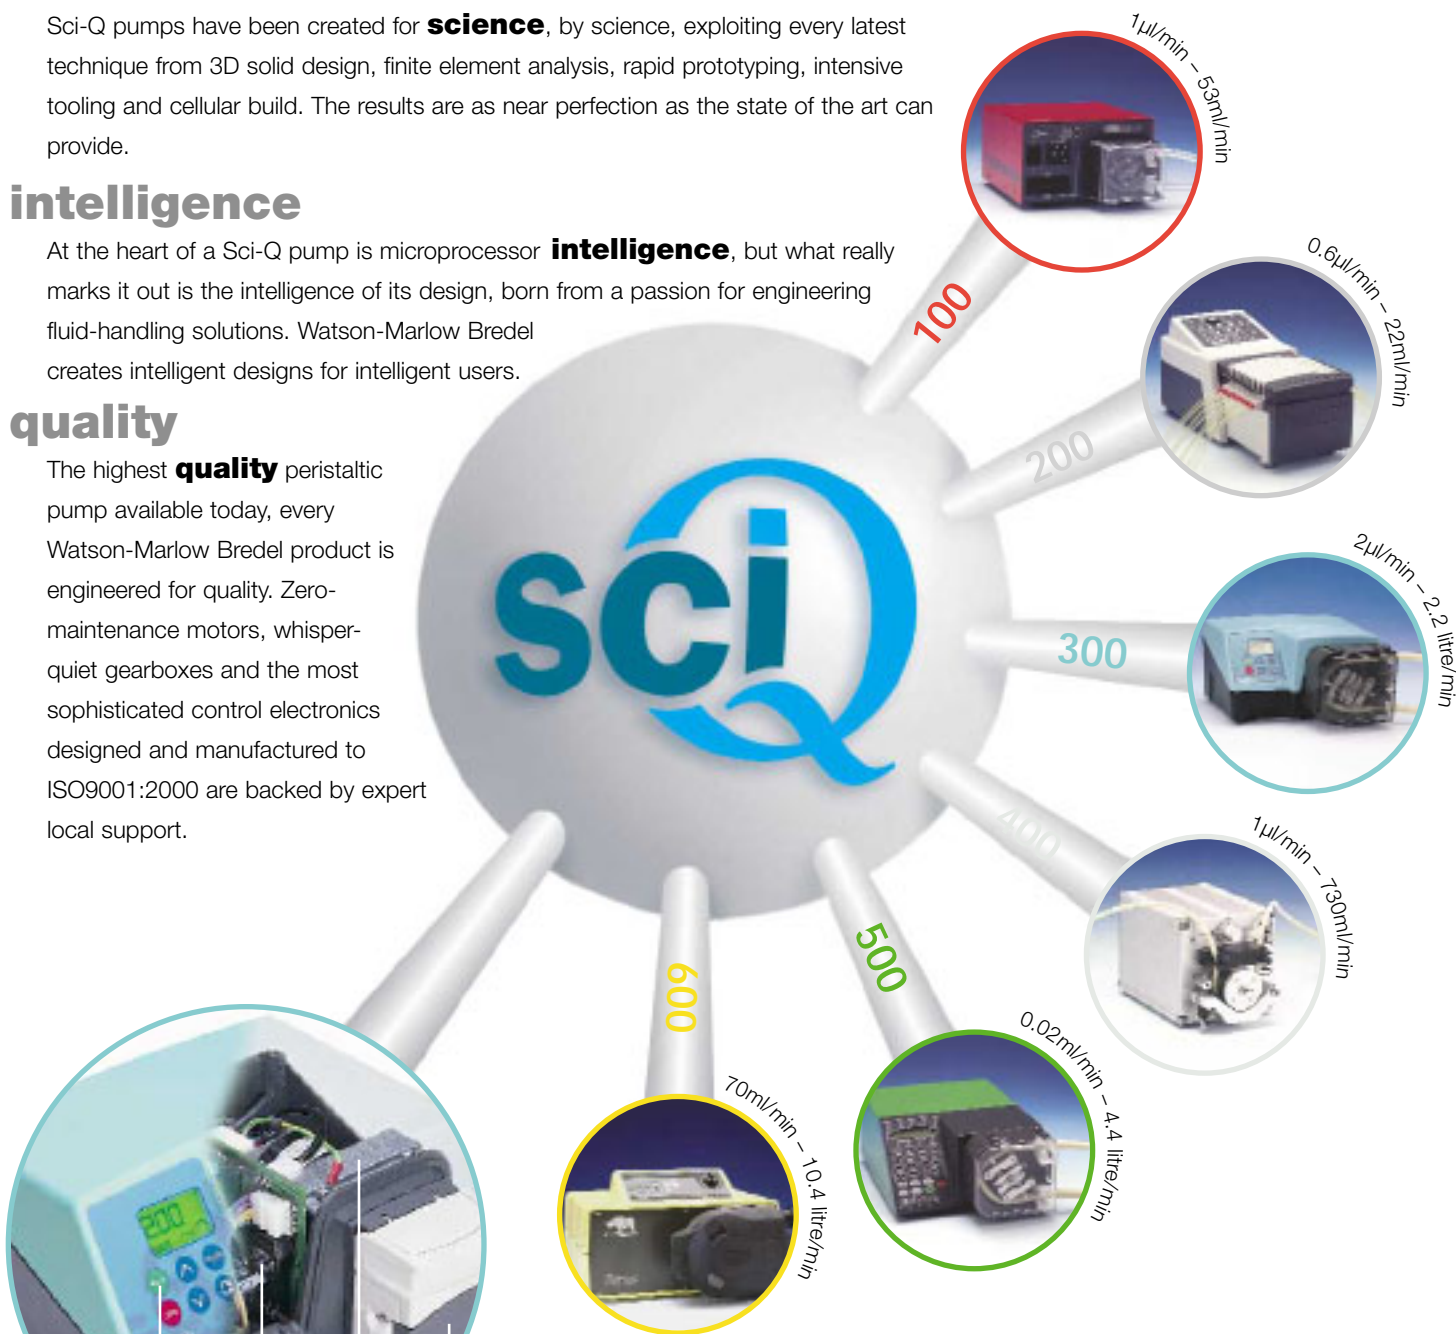 Sci-Q pumps have been created for science, by science, exploiting every latest
technique from 3D solid design, finite element analysis, rapid prototyping, intensive
tooling and cellular build. The results are as near perfection as the state of the art can
provide.
intelligence
At the heart of a Sci-Q pump is microprocessor intelligence, but what really
marks it out is the intelligence of its design, born from a passion for engineering
fluid-handling solutions. Watson-Marlow Bredel
creates intelligent designs for intelligent users.
quality
The highest quality peristaltic
pump available today, every
Watson-Marlow Bredel product is
engineered for quality. Zero-
maintenance motors, whisper-
quiet gearboxes and the most
sophisticated control electronics
designed and manufactured to
ISO9001:2000 are backed by expert
local support.
sciQ
100
1µl/min – 53ml/min
200
0.6µl/min – 22ml/min
300
2µl/min – 2.2 litre/min
400
1µl/min – 730ml/min
500
0.02ml/min – 4.4 litre/min
600
70ml/min – 10.4 litre/min
200